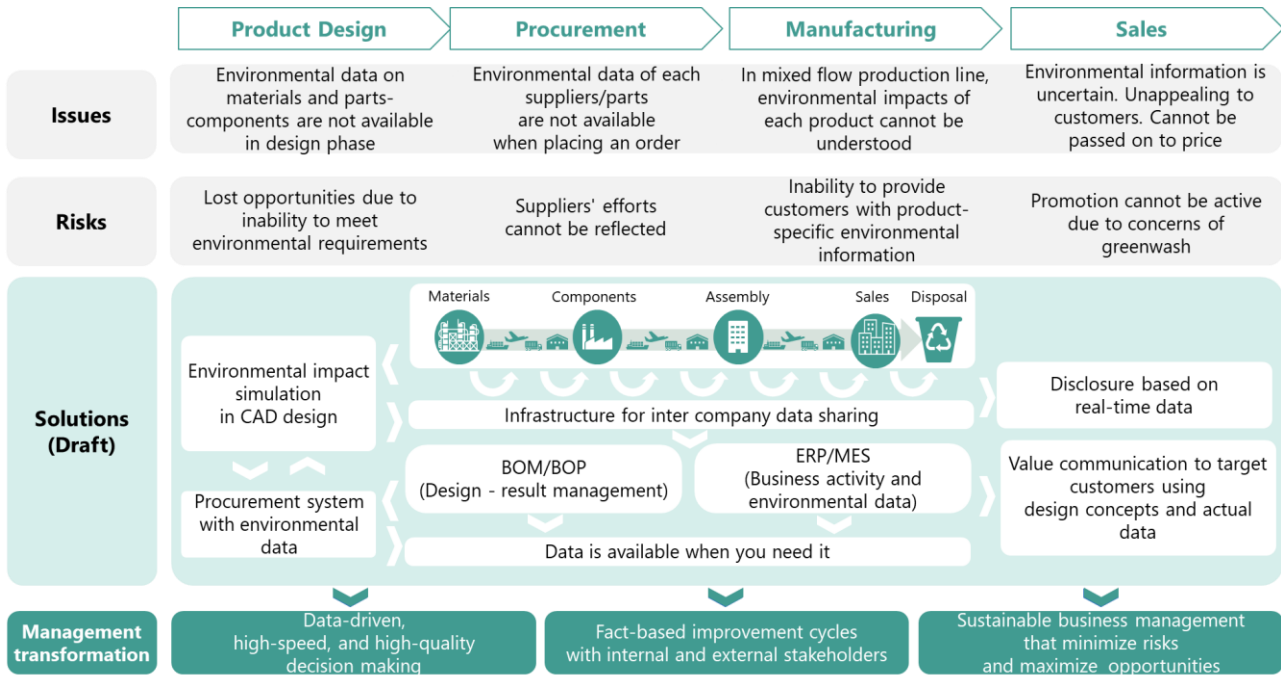 Product Design
Procurement
Manufacturing
Sales
Issues
Environmental data on
materials and parts-
components are not available
in design phase
Environmental data of each
suppliers/parts
are not available
when placing an order
In mixed flow production line,
environmental impacts of
each product cannot be
understood
Environmental information is
uncertain. Unappealing to
customers. Cannot be
passed on to price
Risks
Lost opportunities due to
inability to meet
environmental requirements
Suppliers' efforts
cannot be reflected
Inability to provide
customers with product-
specific environmental
information
Promotion cannot be active
due to concerns of
greenwash
Solutions
(Draft)
Materials
Components
Assembly
Sales
Disposal
Environmental impact
simulation
in CAD design
Infrastructure for inter company data sharing
Disclosure based on
real-time data
Procurement system
with environmental
data
BOM/BOP
(Design - result management)
ERP/MES
(Business activity and
environmental data)
Value communication to target
customers using
design concepts and actual
data
Data is available when you need it
Management
transformation
Data-driven,
high-speed, and high-quality
decision making
Fact-based improvement cycles
with internal and external stakeholders
Sustainable business management
that minimize risks
and maximize opportunities